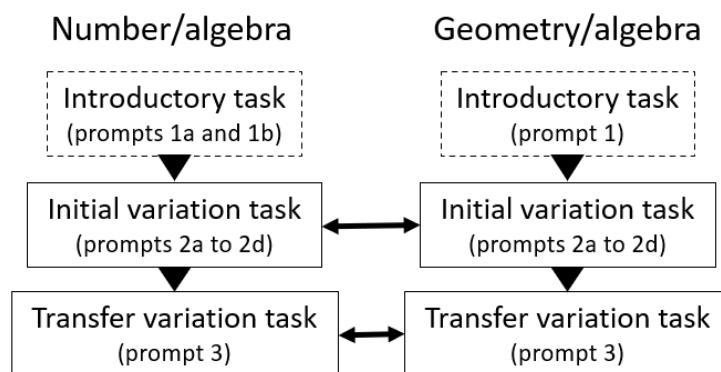 Number/algebra
Introductory task
(prompts 1a and 1b)
Initial variation task
(prompts 2a to 2d)
Transfer variation task
(prompt 3)
Geometry/algebra
Introductory task
(prompt 1)
Initial variation task
(prompts 2a to 2d)
Transfer variation task
(prompt 3)